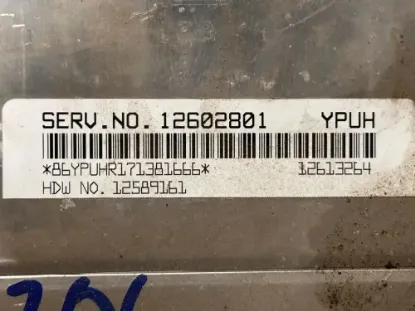 SERV.NO. 12602801 YPUH
*86YPUHR171381666* 12613264
HDW NO. 12589161